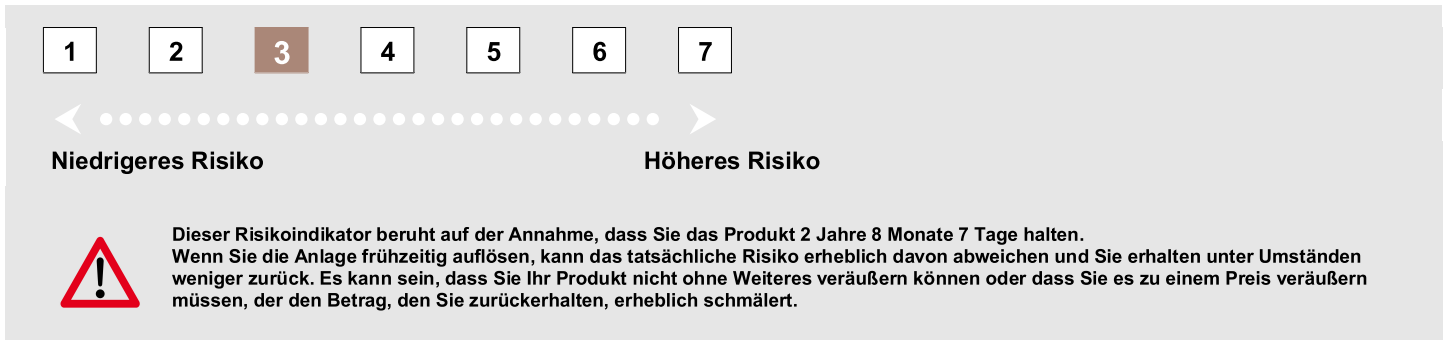 1 2 3 4 5 6 7
Niedrigeres Risiko Höheres Risiko
Dieser Risikoindikator beruht auf der Annahme, dass Sie das Produkt 2 Jahre 8 Monate 7 Tage halten.
Wenn Sie die Anlage frühzeitig auflösen, kann das tatsächliche Risiko erheblich davon abweichen und Sie erhalten unter Umständen
weniger zurück. Es kann sein, dass Sie Ihr Produkt nicht ohne Weiteres veräußern können oder dass Sie es zu einem Preis veräußern
müssen, der den Betrag, den Sie zurückerhalten, erheblich schmälert.